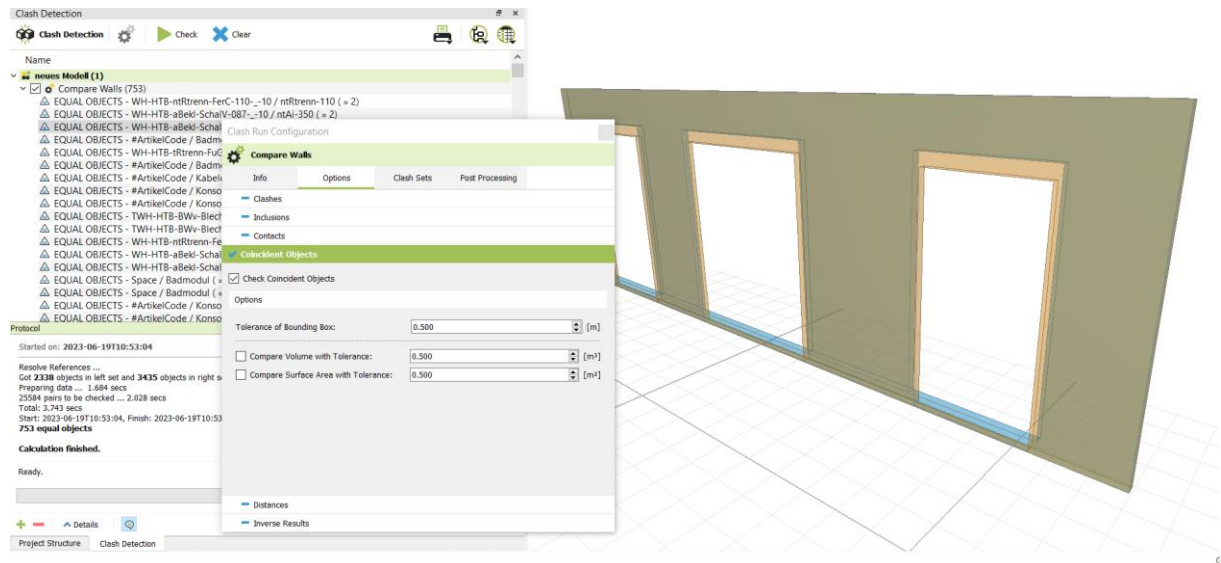 Clash Detection
Clash Detection Check Clear
Name
neues Modell (1)
Compare Walls (753)
EQUAL OBJECTS - WH-HTB-ntRtrenn-FerC-110-_-10 / ntRtrenn-110 ( » 2)
EQUAL OBJECTS - WH-HTB-aBekl-SchalV-087-_-10 / ntAi-350 ( » 2)
EQUAL OBJECTS - WH-HTB-aBekl-Schal
EQUAL OBJECTS - #ArtikelCode / Badm
EQUAL OBJECTS - WH-HTB-tRtrenn-FuG
EQUAL OBJECTS - #ArtikelCode / Badm
EQUAL OBJECTS - #ArtikelCode / Kabel
EQUAL OBJECTS - #ArtikelCode / Konso
EQUAL OBJECTS - #ArtikelCode / Konso
EQUAL OBJECTS - TWH-HTB-BWv-Blech
EQUAL OBJECTS - TWH-HTB-BWv-Blech
EQUAL OBJECTS - WH-HTB-ntRtrenn-Fe
EQUAL OBJECTS - WH-HTB-aBekl-Schal
EQUAL OBJECTS - WH-HTB-aBekl-Schal
EQUAL OBJECTS - Space / Badmodul ( »
EQUAL OBJECTS - Space / Badmodul ( »
EQUAL OBJECTS - #ArtikelCode / Konso
EQUAL OBJECTS - #ArtikelCode / Konso
Protocol
Started on: 2023-06-19T10:53:04
Resolve References ...
Got 2338 objects in left set and 3435 objects in right s
Preparing data ... 1.684 secs
25584 pairs to be checked ... 2.028 secs
Total: 3.743 secs
Start: 2023-06-19T10:53:04, Finish: 2023-06-19T10:53
753 equal objects
Calculation finished.
Ready.
Details
Project Structure Clash Detection
Clash Run Configuration
Compare Walls
Info Options Clash Sets Post Processing
Clashes
Inclusions
Contacts
Coincident Objects
Check Coincident Objects
Options
Tolerance of Bounding Box: 0.500 [m]
Compare Volume with Tolerance: 0.500 [m³]
Compare Surface Area with Tolerance: 0.500 [m²]
Distances
Inverse Results